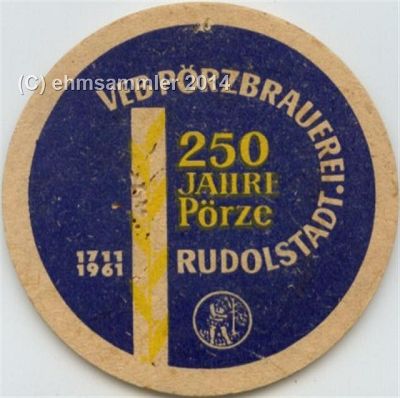 (C) ehmsammler 2014
VEB PÖRZBRAUEREI · RUDOLSTADT
250
JAHRE
Pörze
1711
1961